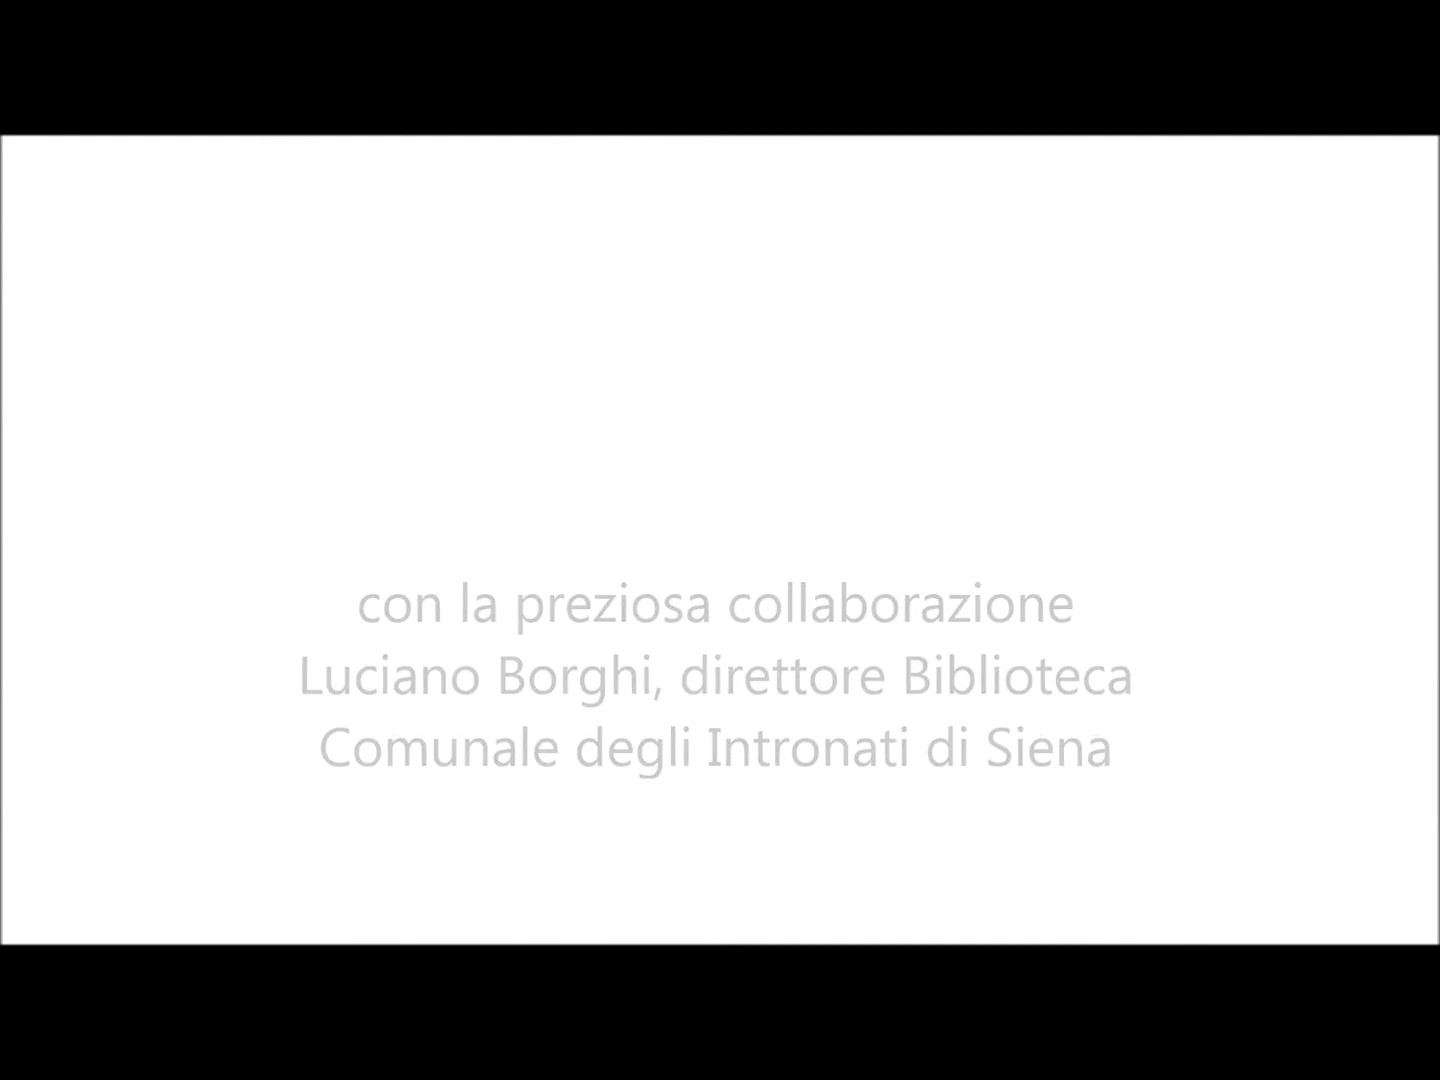 con la preziosa collaborazione
Luciano Borghi, direttore Biblioteca
Comunale degli Intronati di Siena